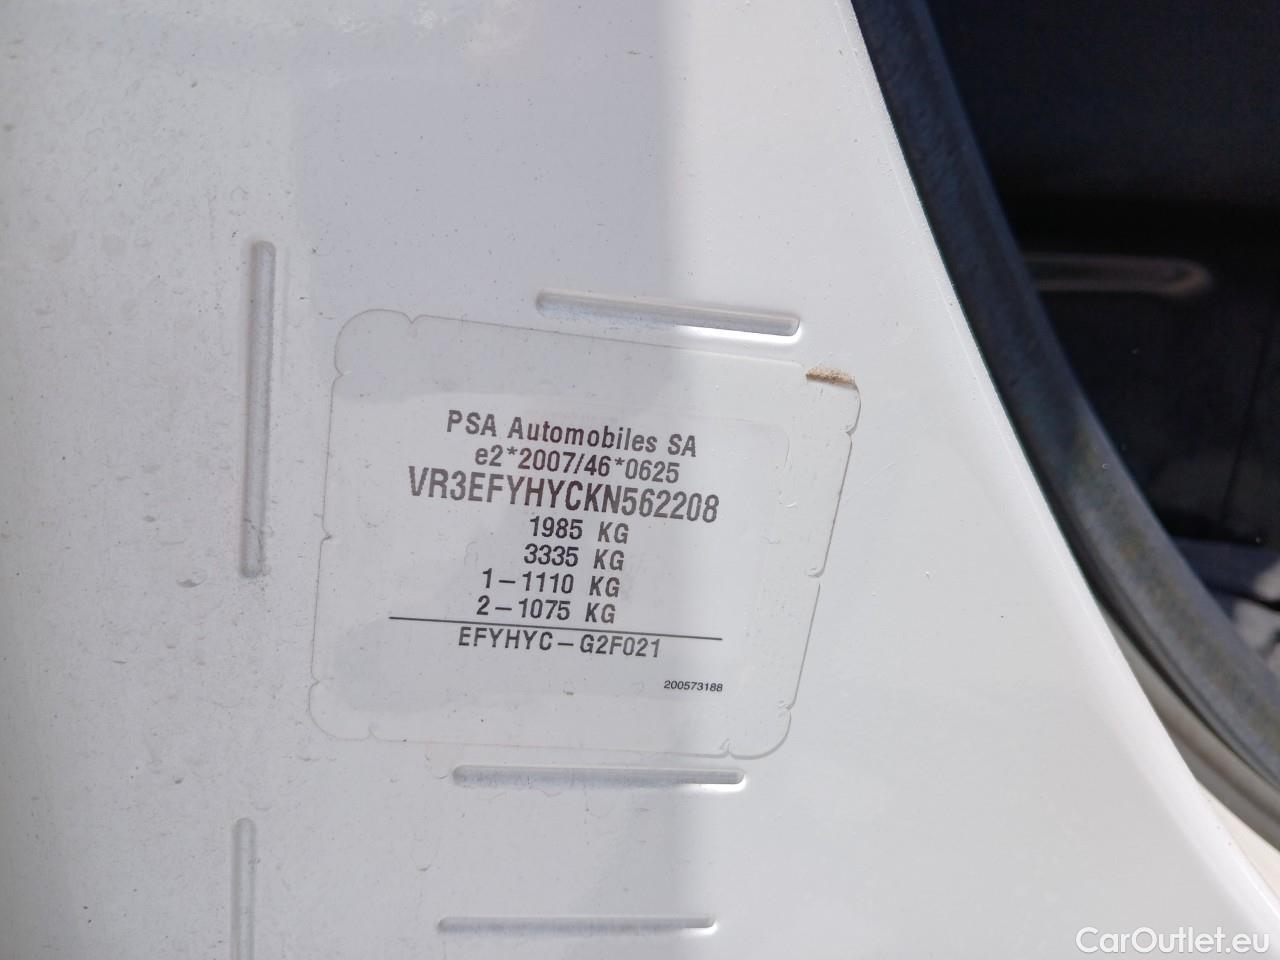 PSA Automobiles SA
e2*2007/46*0625
VR3EFYHYCKN562208
1985 KG
3335 KG
1-1110 KG
2-1075 KG
EFYHYC-G2F021
200573188
CarOutlet.eu